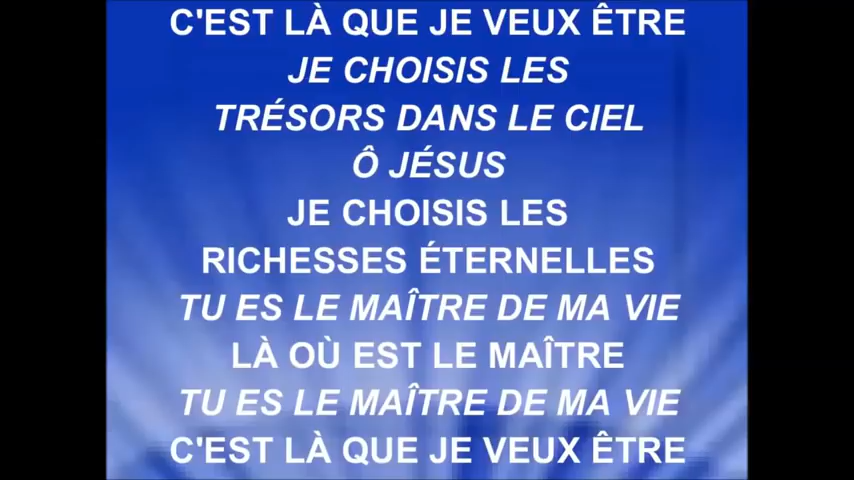 C'EST LÀ QUE JE VEUX ÊTRE
JE CHOISIS LES
TRÉSORS DANS LE CIEL
Ô JÉSUS
JE CHOISIS LES
RICHESSES ÉTERNELLES
TU ES LE MAÎTRE DE MA VIE
LÀ OÙ EST LE MAÎTRE
TU ES LE MAÎTRE DE MA VIE
C'EST LÀ QUE JE VEUX ÊTRE